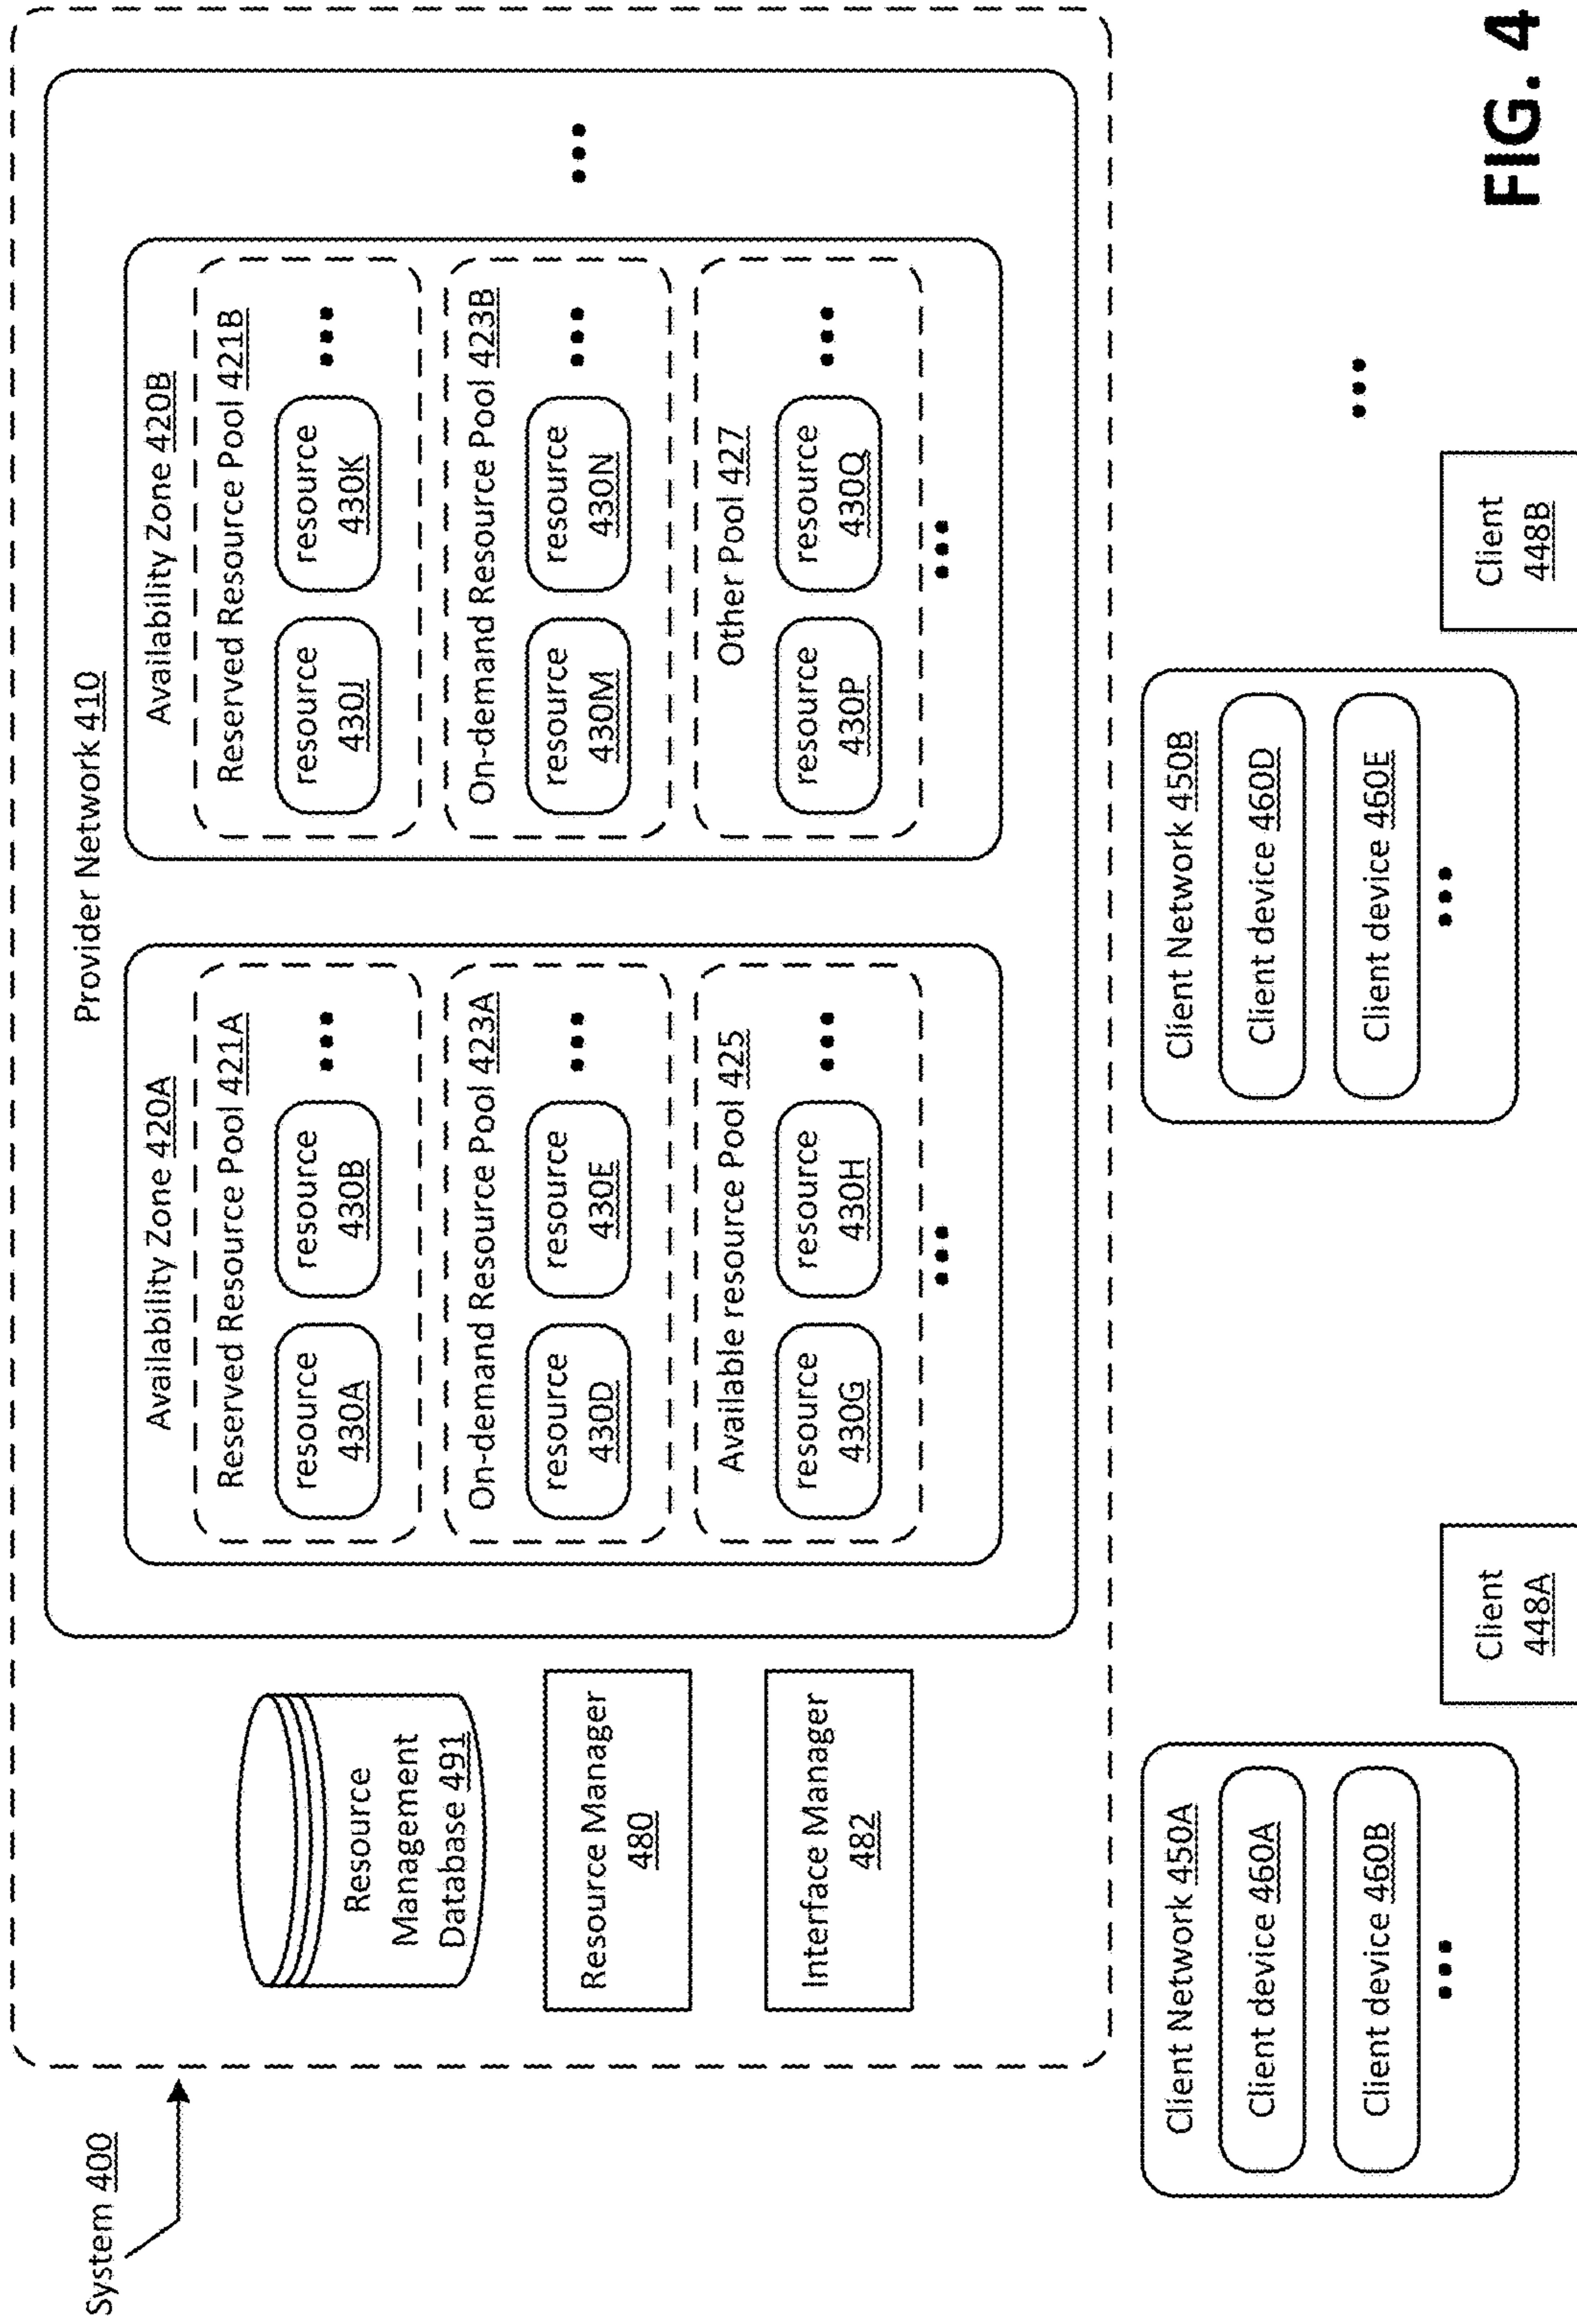 System 400
Resource
Management
Database 491
Resource Manager
480
Interface Manager
482
Provider Network 410
Availability Zone 420A
Reserved Resource Pool 421A
resource
430A
resource
430B
•••
On-demand Resource Pool 423A
resource
430D
resource
430E
•••
Available resource Pool 425
resource
430G
resource
430H
•••
•••
Availability Zone 420B
Reserved Resource Pool 421B
resource
430J
resource
430K
•••
On-demand Resource Pool 423B
resource
430M
resource
430N
•••
Other Pool 427
resource
430P
resource
430Q
•••
•••
•••
Client Network 450A
Client device 460A
Client device 460B
•••
Client
448A
Client Network 450B
Client device 460D
Client device 460E
•••
Client
448B
•••
FIG. 4